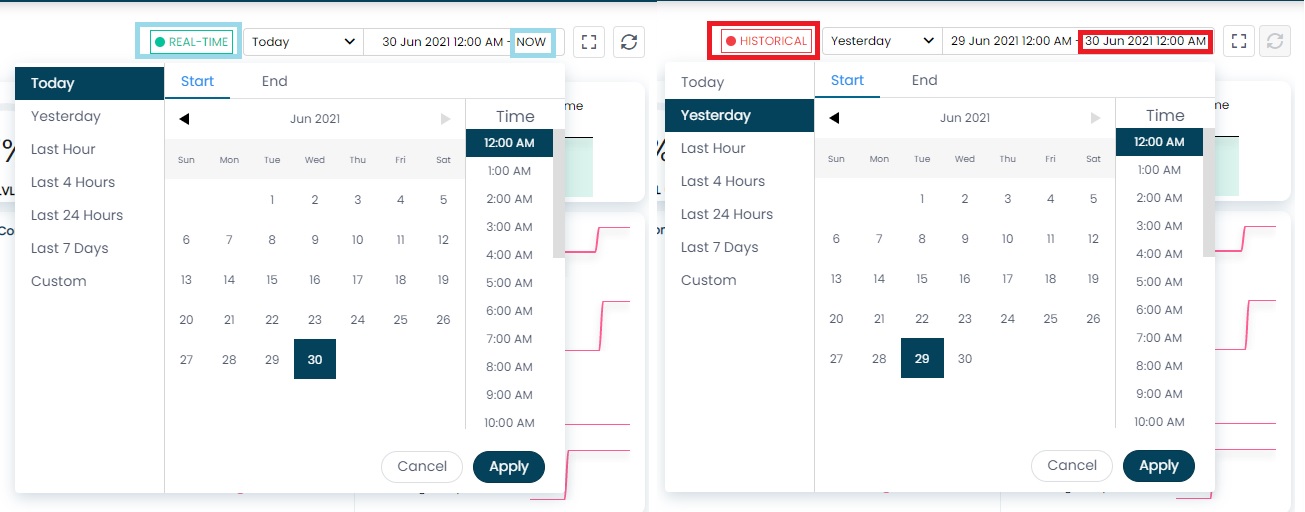 REAL-TIME Today 30 Jun 2021 12:00 AM - NOW
Today Start End
Yesterday Jun 2021 Time
Last Hour Sun Mon Tue Wed Thu Fri Sat 12:00 AM
1:00 AM
Last 4 Hours 1 2 3 4 5 2:00 AM
Last 24 Hours 6 7 8 9 10 11 12 3:00 AM
Last 7 Days 4:00 AM
Custom 13 14 15 16 17 18 19 5:00 AM
20 21 22 23 24 25 26 6:00 AM
7:00 AM
27 28 29 30 8:00 AM
9:00 AM
10:00 AM
Cancel Apply
%
LVL
Co
me
HISTORICAL Yesterday 29 Jun 2021 12:00 AM - 30 Jun 2021 12:00 AM
Today Start End
Yesterday Jun 2021 Time
Last Hour Sun Mon Tue Wed Thu Fri Sat 12:00 AM
1:00 AM
Last 4 Hours 1 2 3 4 5 2:00 AM
Last 24 Hours 6 7 8 9 10 11 12 3:00 AM
Last 7 Days 4:00 AM
Custom 13 14 15 16 17 18 19 5:00 AM
20 21 22 23 24 25 26 6:00 AM
7:00 AM
27 28 29 30 8:00 AM
9:00 AM
10:00 AM
Cancel Apply
%
L
or
me